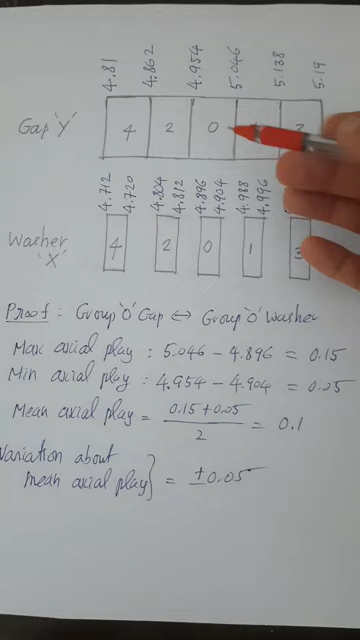 4.81 4.862 4.954 5.046 5.138 5.19
Gap 'Y' 4 2 0
4.712 4.720 4.804 4.812 4.896 4.904 4.988 4.996
Washer 'X' 4 2 0 1 3
Proof : Group 'O' Gap ↔ Group 'O' Washer
Max axial play : 5.046 - 4.896 = 0.15
Min axial play : 4.954 - 4.904 = 0.05
Mean axial play = 0.15 + 0.05 / 2 = 0.1
Variation about
mean axial play } = ±0.05